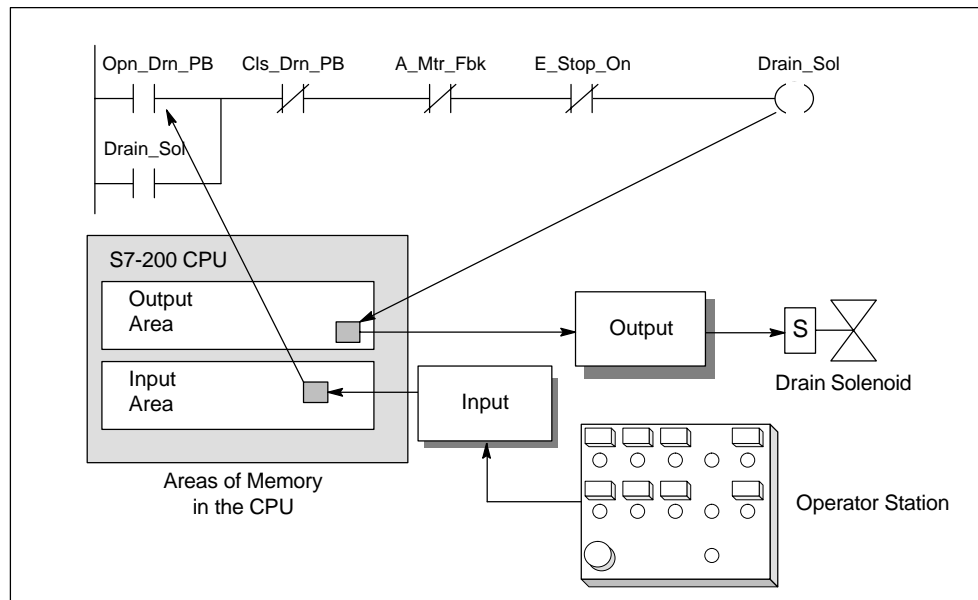 Opn_Drn_PB
Cls_Drn_PB
A_Mtr_Fbk
E_Stop_On
Drain_Sol
Drain_Sol
S7-200 CPU
Output
Area
Output
S
Drain Solenoid
Input
Area
Input
Areas of Memory
in the CPU
Operator Station